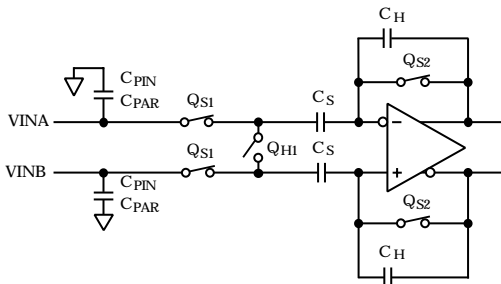 C_H
C_PIN
C_PAR
Q_S1
C_S
Q_S2
VINA
−
Q_S1
Q_H1
C_S
VINB
+
C_PIN
C_PAR
Q_S2
C_H